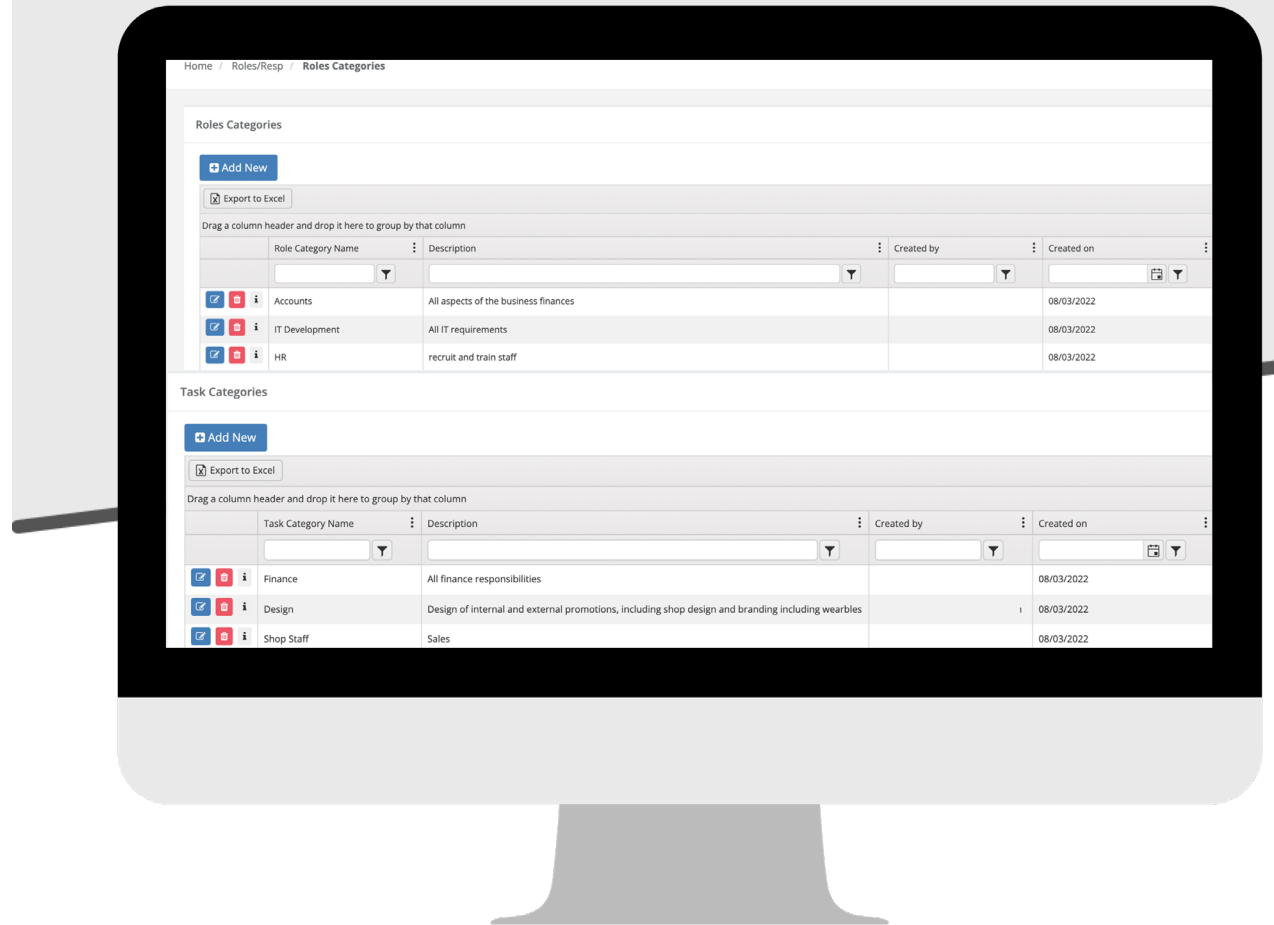 Home / Roles/Resp / Roles Categories
Roles Categories
Add New
Export to Excel
Drag a column header and drop it here to group by that column
Role Category Name Description Created by Created on
Accounts All aspects of the business finances 08/03/2022
IT Development All IT requirements 08/03/2022
HR recruit and train staff 08/03/2022
Task Categories
Add New
Export to Excel
Drag a column header and drop it here to group by that column
Task Category Name Description Created by Created on
Finance All finance responsibilities 08/03/2022
Design Design of internal and external promotions, including shop design and branding including wearbles 08/03/2022
Shop Staff Sales 08/03/2022